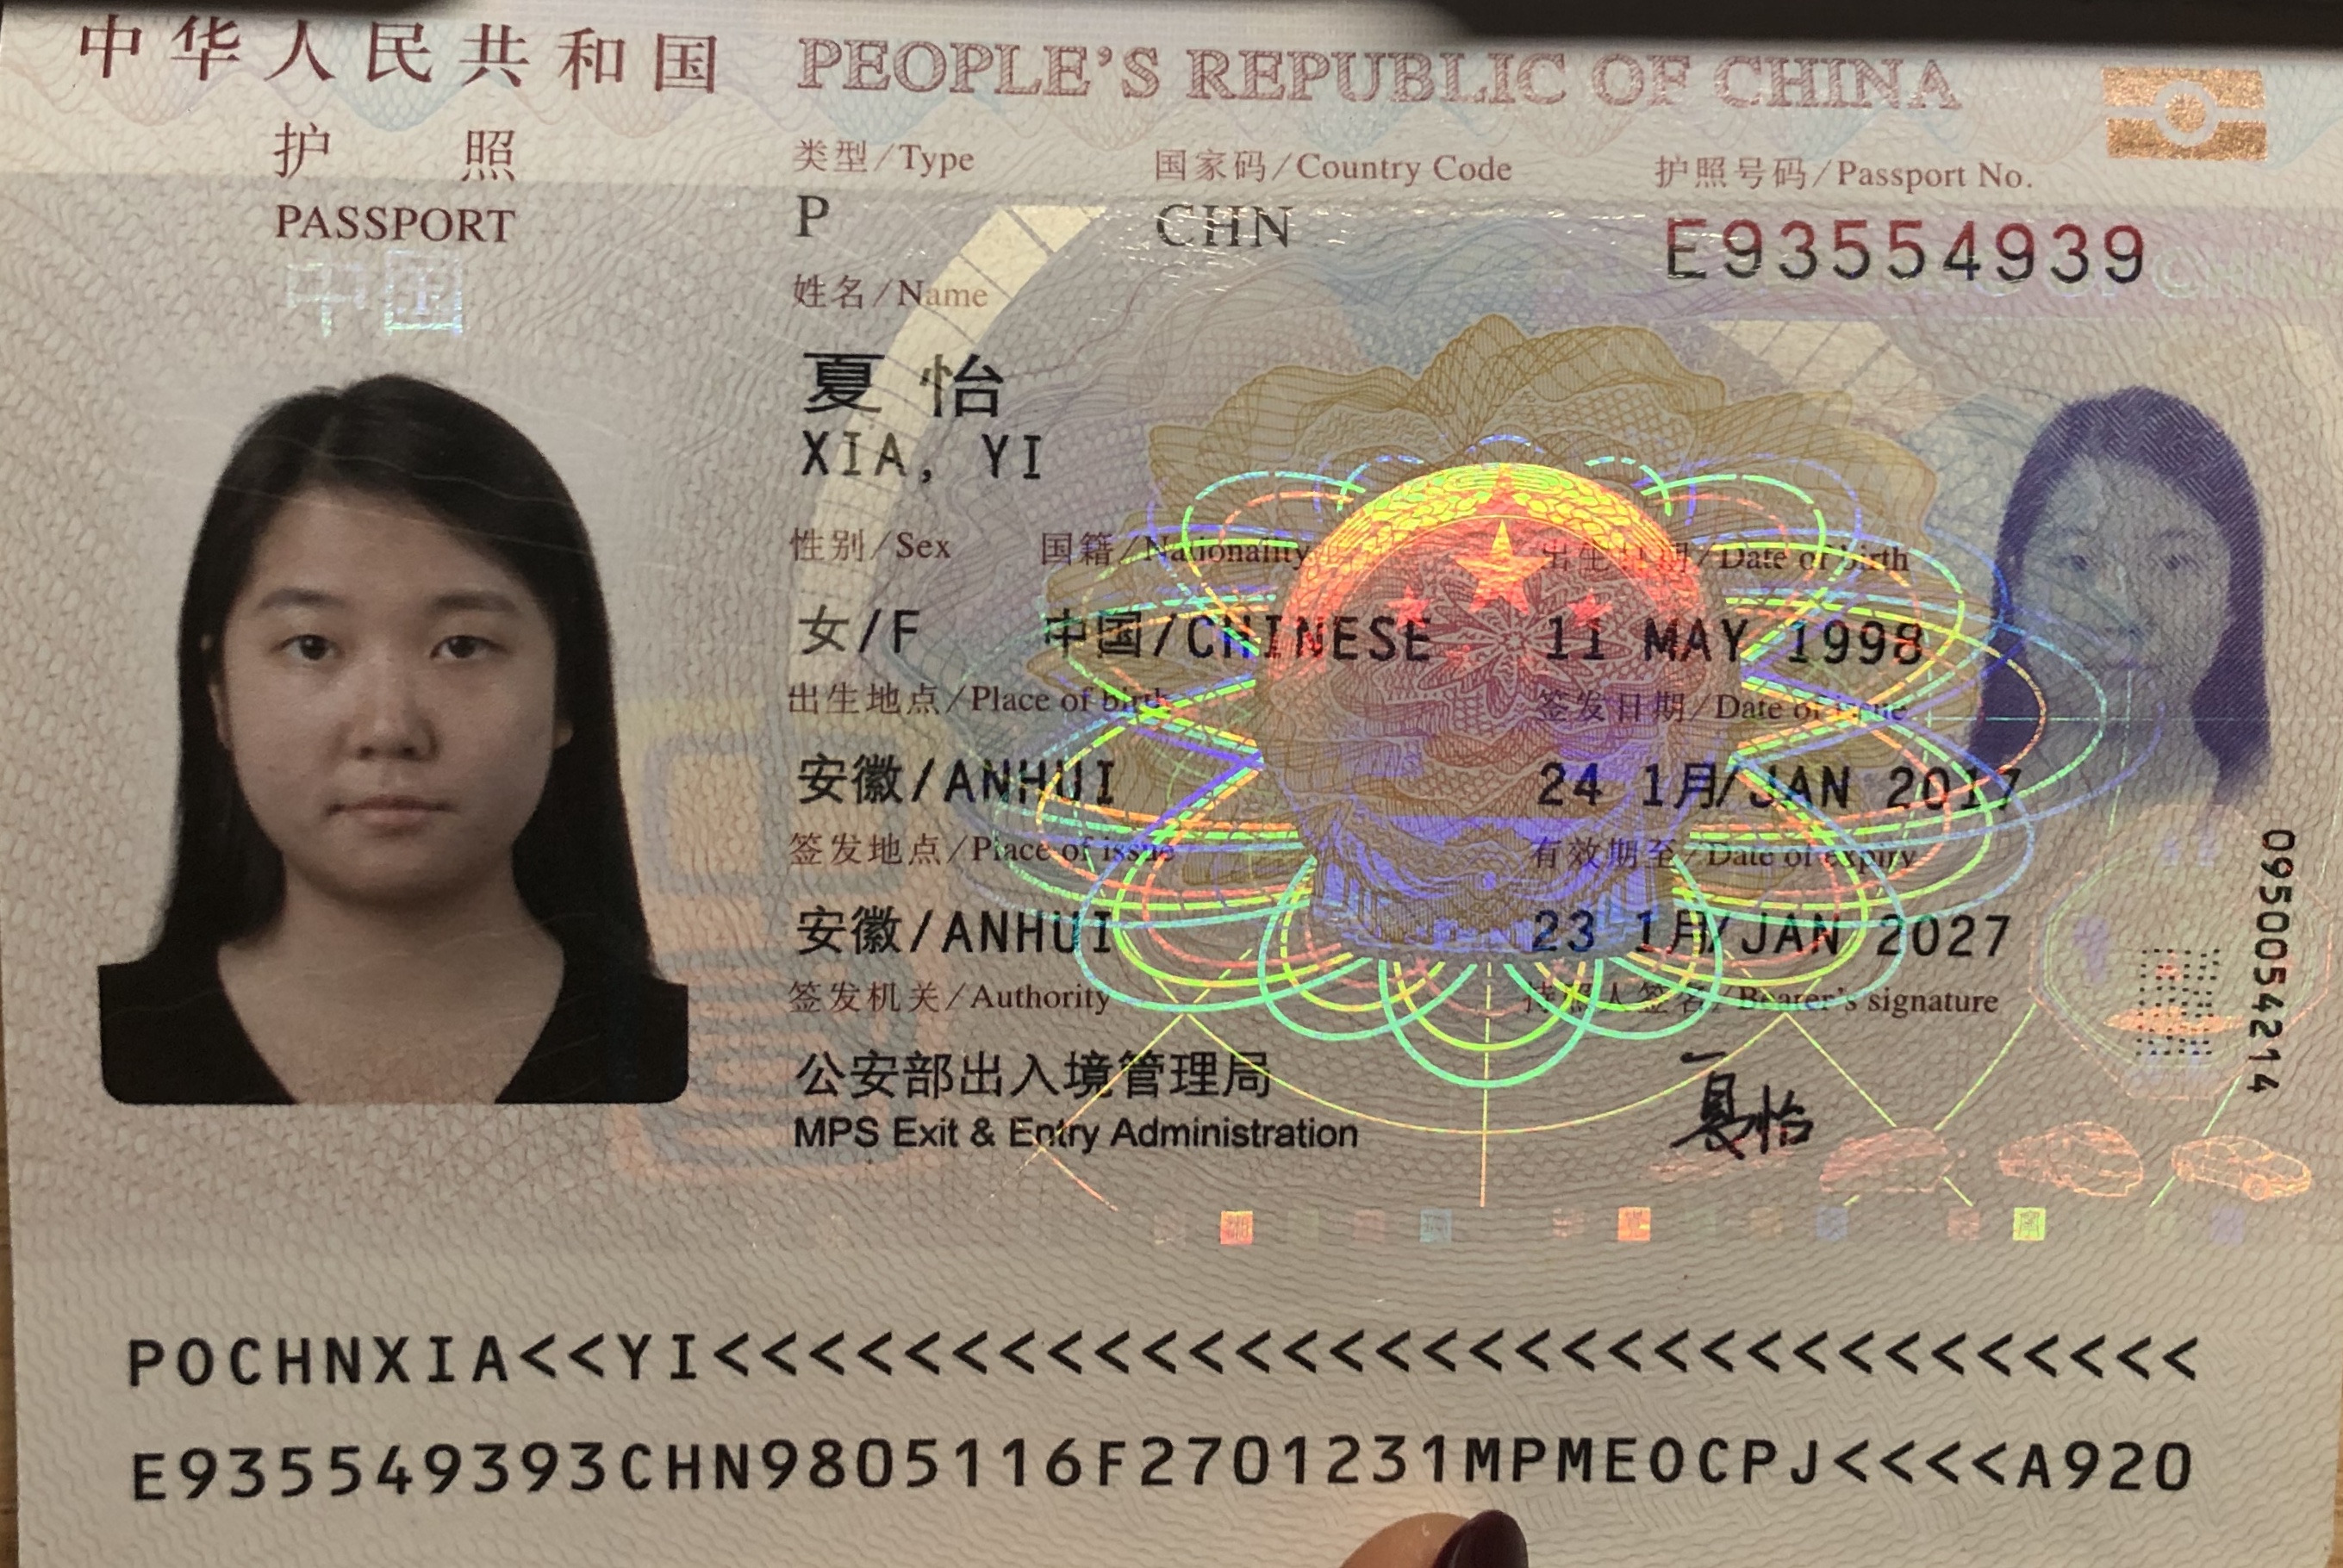 中华人民共和国 PEOPLE'S REPUBLIC OF CHINA
护 照
PASSPORT
中国
类型/Type 国家码/Country Code 护照号码/Passport No.
P CHN E93554939
姓名/Name
夏 怡
XIA, YI
性别/Sex 国籍/Nationality 出生日期/Date of birth
女/F 中国/CHINESE 11 MAY 1998
出生地点/Place of birth 签发日期/Date of issue
安徽/ANHUI 24 1月/JAN 2017
签发地点/Place of issue 有效期至/Date of expiry
安徽/ANHUI 23 1月/JAN 2027
签发机关/Authority 持照人签名/Bearer's signature
公安部出入境管理局
MPS Exit & Entry Administration
夏怡
0950054214
POCHNXIA<<YI<<<<<<<<<<<<<<<<<<<<<<<<<<<<<<<<
E935549393CHN9805116F2701231MPMEOCPJ<<<<A920